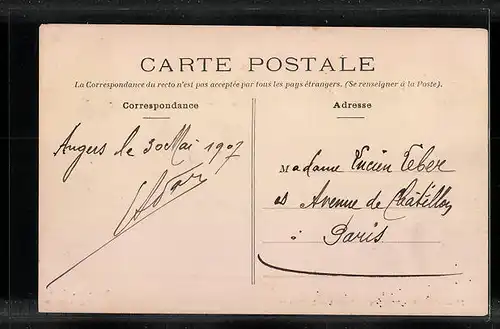 CARTE POSTALE
La Correspondance du recto n'est pas acceptée par tous les pays étrangers. (Se renseigner à la Poste).
Correspondance
Adresse
Angers le 30 Mai 1907
Madame Lucien Teber
Avenue de Châtillon
à Paris